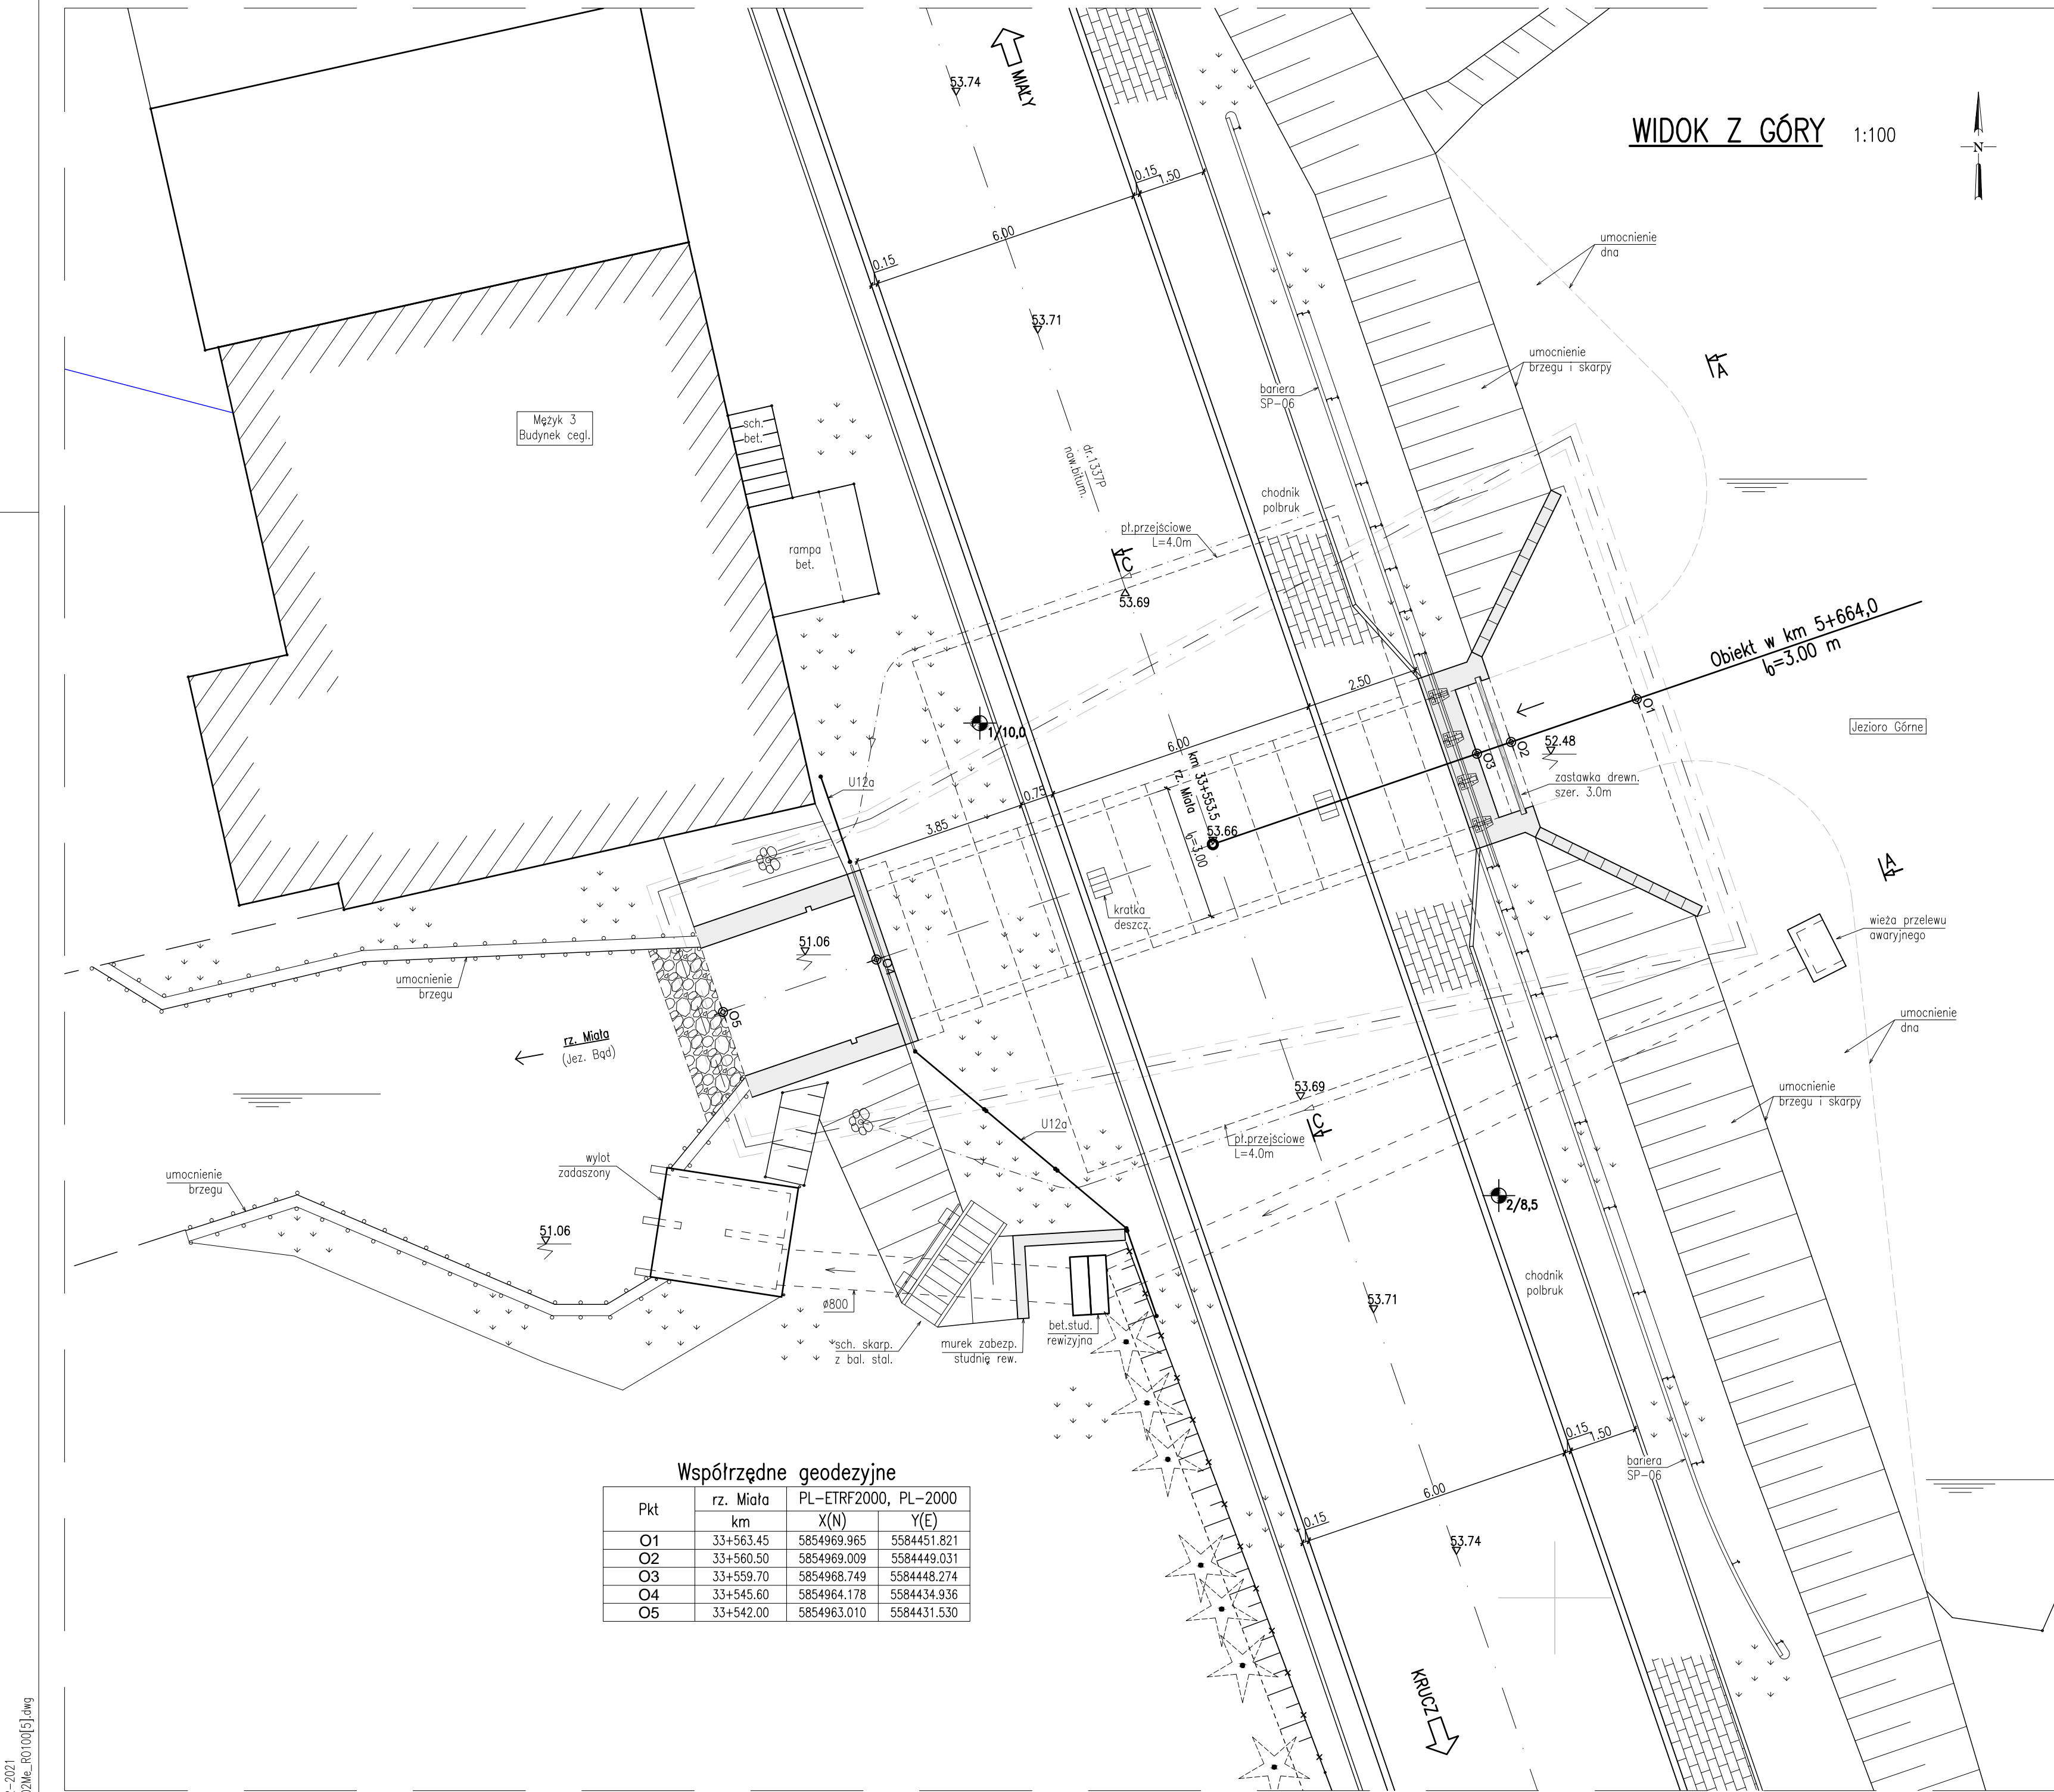 WIDOK Z GÓRY 1:100
N
MIAŁY
53.74
0.15
1.50
6.00
0.15
umocnienie
dna
53.71
umocnienie
brzegu i skarpy
A
bariera
SP-06
Mężyk 3
Budynek cegl.
sch.
bet.
dr.1337P
naw.bitum.
chodnik
polbruk
pł.przejściowe
L=4.0m
C
rampa
bet.
53.69
Obiekt w km 5+664,0
lo=3.00 m
2.50
O1
Jezioro Górne
1/10,0
6.00
O2
52.48
O3
km 33+553,5
rz. Miała lo=3.00
zastawka drewn.
szer. 3.0m
U12a
0.75
3.85
53.66
A
kratka
deszcz.
wieża przelewu
awaryjnego
51.06
O4
umocnienie
brzegu
O5
rz. Miała
(Jez. Bąd)
umocnienie
dna
53.69
umocnienie
brzegu i skarpy
C
U12a
pł.przejściowe
L=4.0m
wylot
zadaszony
umocnienie
brzegu
2/8,5
51.06
chodnik
polbruk
ø800
53.71
bet.stud.
rewizyjna
sch. skarp.
z bal. stal.
murek zabezp.
studnię rew.
0.15
1.50
bariera
SP-06
6.00
0.15
53.74
Współrzędne geodezyjne
Pkt rz. Miała PL-ETRF2000, PL-2000
km X(N) Y(E)
O1 33+563.45 5854969.965 5584451.821
O2 33+560.50 5854969.009 5584449.031
O3 33+559.70 5854968.749 5584448.274
O4 33+545.60 5854964.178 5584434.936
O5 33+542.00 5854963.010 5584431.530
KRUCZ
-2021
02Me_R0100[5].dwg